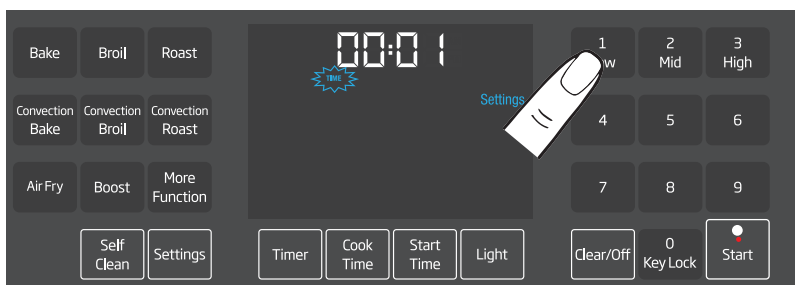 00:01
TIME
Settings
Bake
Broil
Roast
Convection
Bake
Convection
Broil
Convection
Roast
Air Fry
Boost
More
Function
Self
Clean
Settings
Timer
Cook
Time
Start
Time
Light
1
2
Mid
3
High
4
5
6
7
8
9
Clear/Off
0
Key Lock
Start